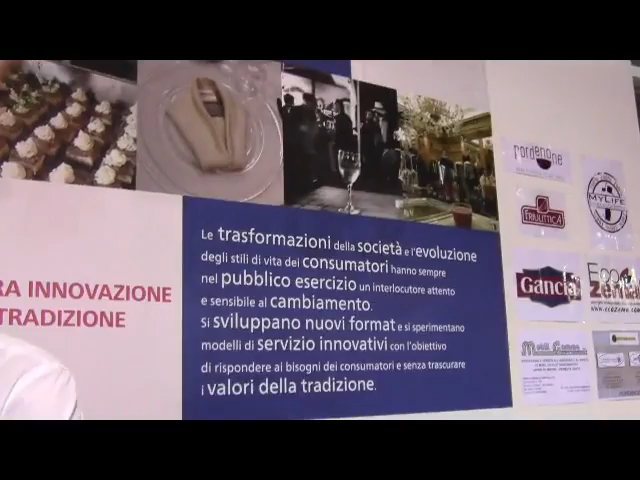 RA INNOVAZIONE
TRADIZIONE
Le trasformazioni della società e l'evoluzione
degli stili di vita dei consumatori hanno sempre
nel pubblico esercizio un interlocutore attento
e sensibile al cambiamento.
si sviluppano nuovi format e si sperimentano
modelli di servizio innovativi con l'obiettivo
di rispondere ai bisogni dei consumatori e senza trascurare
i valori della tradizione.
PordenOne
MYLIFE
FRIULITTICA
Gancia